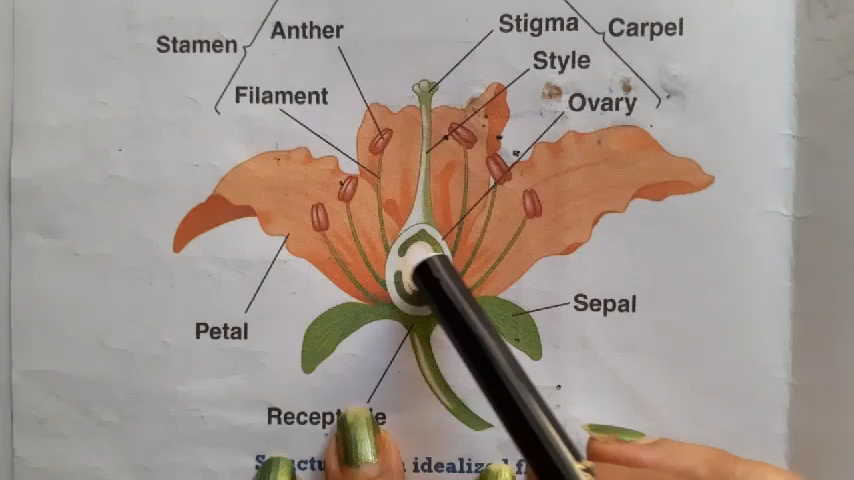 Stamen
Anther
Filament
Stigma
Carpel
Style
Ovary
Petal
Sepal
idealized